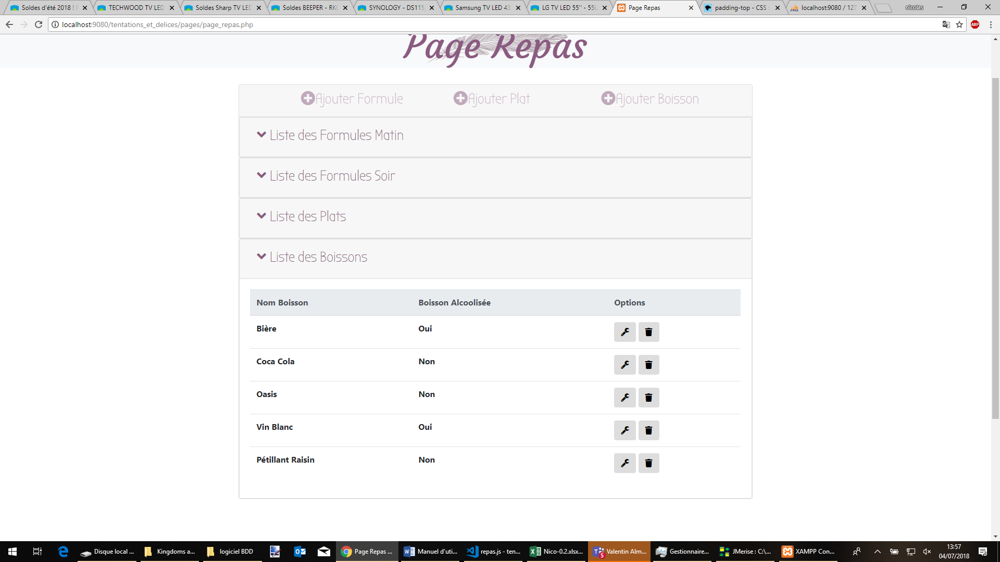 Soldes d'été 2018 ! F
TECHWOOD TV LED
Soldes Sharp TV LED
Soldes BEEPER - RKC
SYNOLOGY - DS115j
Samsung TV LED 43
LG TV LED 55" - 55U
Page Repas
padding-top - CSS :
localhost:9080 / 127
nicolas
localhost:9080/tentations_et_delices/pages/page_repas.php
ABP
Page Repas
Ajouter Formule
Ajouter Plat
Ajouter Boisson
Liste des Formules Matin
Liste des Formules Soir
Liste des Plats
Liste des Boissons
Nom Boisson Boisson Alcoolisée Options
Bière Oui
Coca Cola Non
Oasis Non
Vin Blanc Oui
Pétillant Raisin Non
Disque local ...
Kingdoms a...
logiciel BDD
Page Repas ...
Manuel d'uti...
repas.js - ten...
Nico-0.2.xlsx...
Valentin Alm...
Gestionnaire...
JMerise : C:\...
XAMPP Con...
13:57
04/07/2018